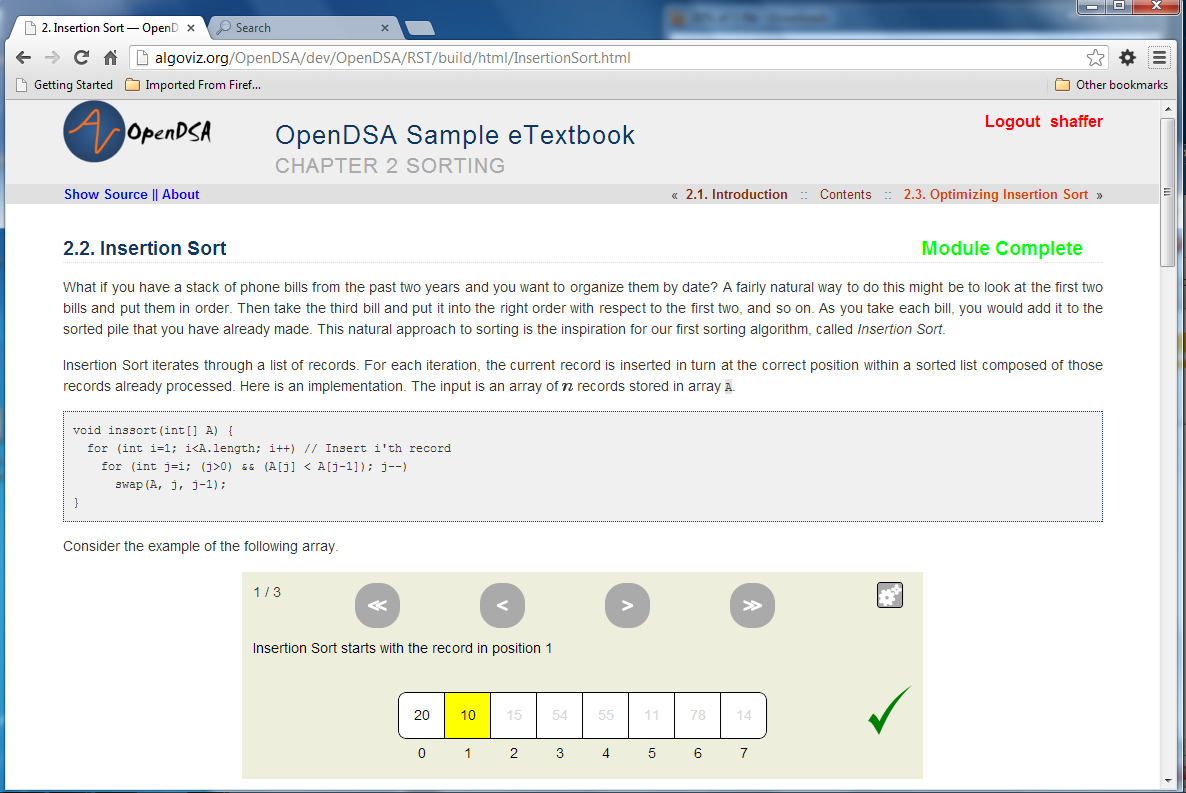 2. Insertion Sort — OpenD
Search
algoviz.org/OpenDSA/dev/OpenDSA/RST/build/html/InsertionSort.html
Getting Started Imported From Firef... Other bookmarks
OpenDSA
OpenDSA Sample eTextbook
CHAPTER 2 SORTING
Logout shaffer
Show Source || About « 2.1. Introduction :: Contents :: 2.3. Optimizing Insertion Sort »
2.2. Insertion Sort
Module Complete
What if you have a stack of phone bills from the past two years and you want to organize them by date? A fairly natural way to do this might be to look at the first two
bills and put them in order. Then take the third bill and put it into the right order with respect to the first two, and so on. As you take each bill, you would add it to the
sorted pile that you have already made. This natural approach to sorting is the inspiration for our first sorting algorithm, called Insertion Sort.
Insertion Sort iterates through a list of records. For each iteration, the current record is inserted in turn at the correct position within a sorted list composed of those
records already processed. Here is an implementation. The input is an array of n records stored in array A.
void inssort(int[] A) {
for (int i=1; i<A.length; i++) // Insert i'th record
for (int j=i; (j>0) && (A[j] < A[j-1]); j--)
swap(A, j, j-1);
}
Consider the example of the following array.
1 / 3
<< < > >>
Insertion Sort starts with the record in position 1
20 10 15 54 55 11 78 14
0 1 2 3 4 5 6 7